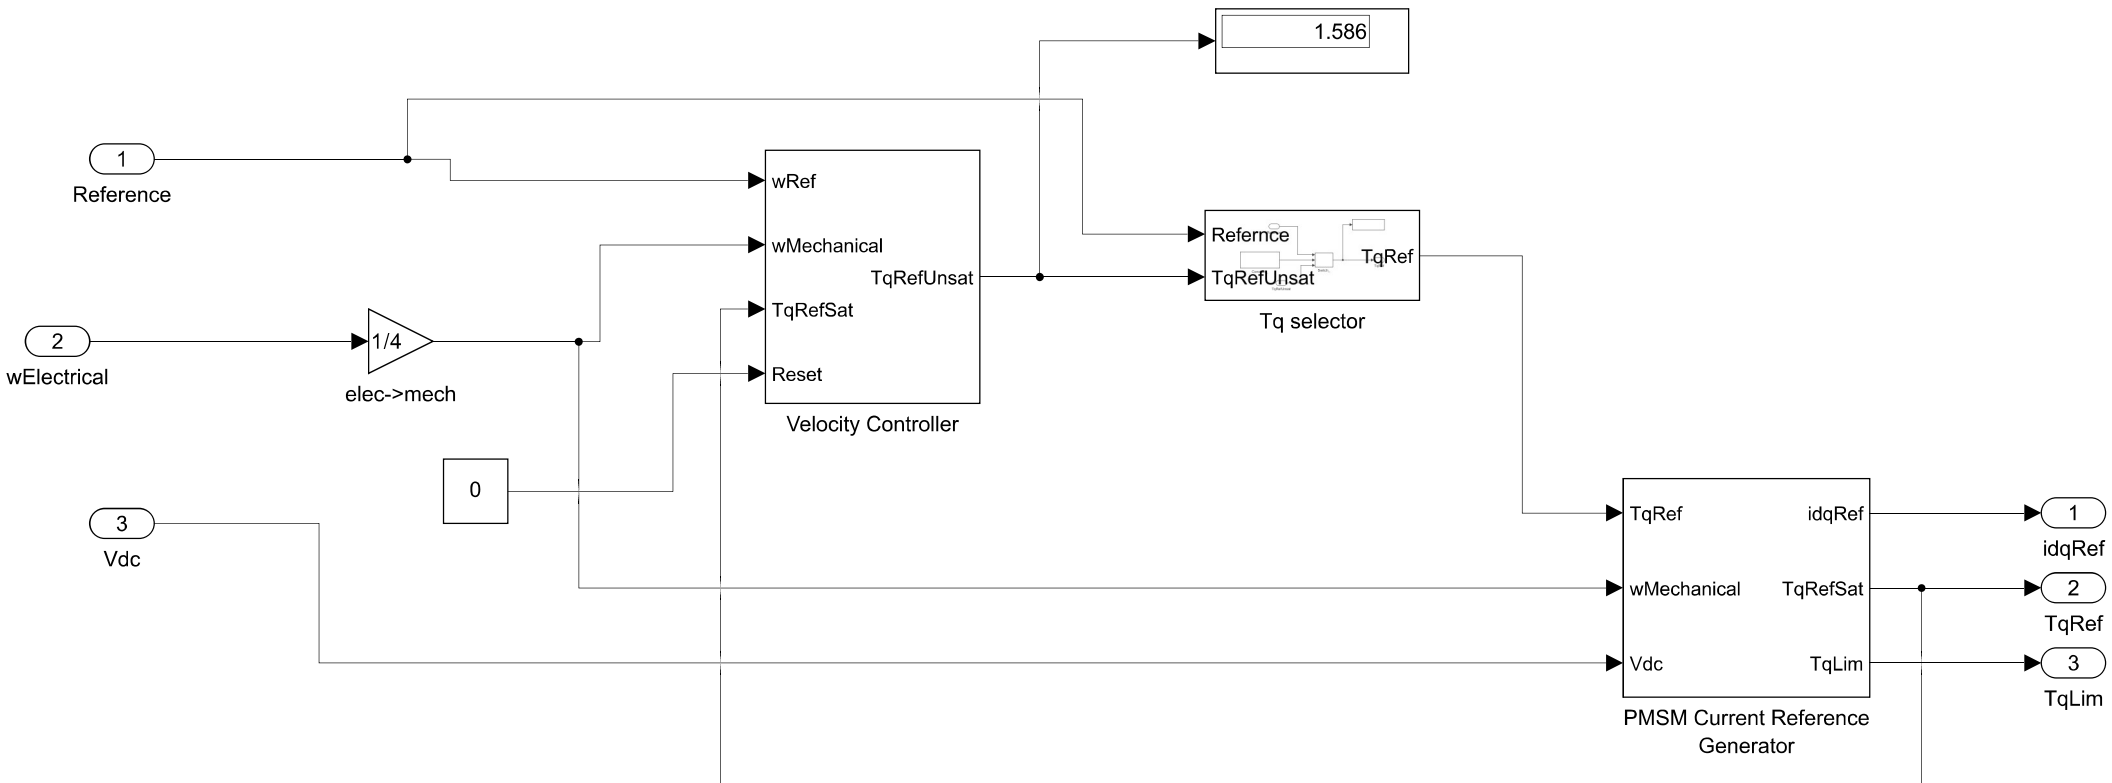 1.586
1
Reference
wRef
wMechanical
TqRefUnsat
TqRefSat
Reset
Velocity Controller
Refernce
TqRef
TqRefUnsat
Tq selector
2
wElectrical
1/4
elec->mech
0
3
Vdc
TqRef
wMechanical
Vdc
idqRef
TqRefSat
TqLim
PMSM Current Reference
Generator
1
idqRef
2
TqRef
3
TqLim